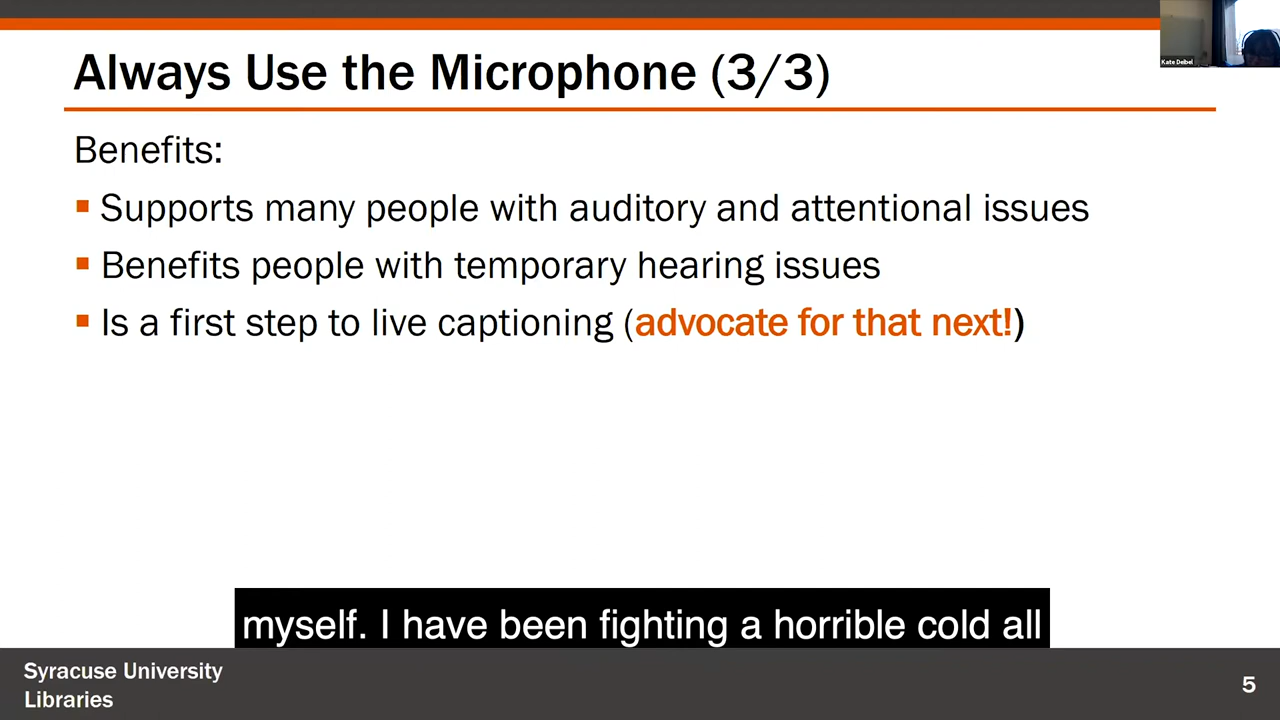 Kate Deibel
Always Use the Microphone (3/3)
Benefits:
▪ Supports many people with auditory and attentional issues
▪ Benefits people with temporary hearing issues
▪ Is a first step to live captioning (advocate for that next!)
myself. I have been fighting a horrible cold all
Syracuse University
Libraries
5